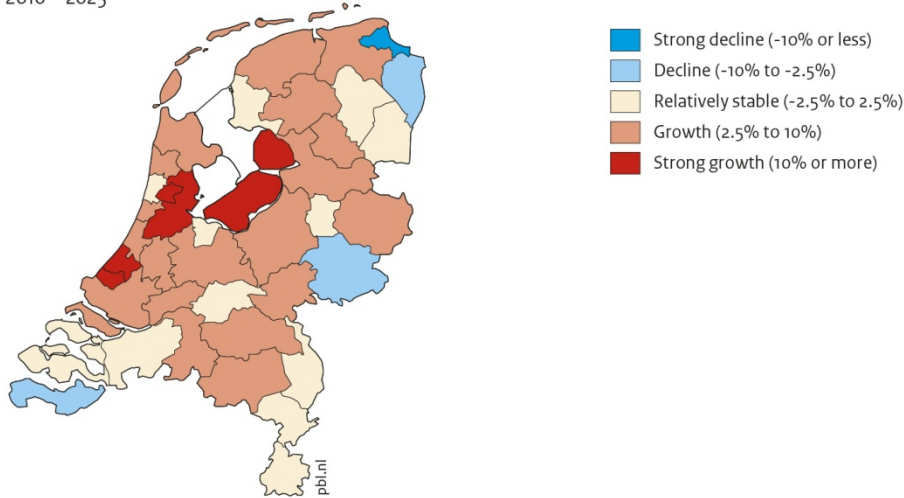 Strong decline (-10% or less)
Decline (-10% to -2.5%)
Relatively stable (-2.5% to 2.5%)
Growth (2.5% to 10%)
Strong growth (10% or more)
pbl.nl